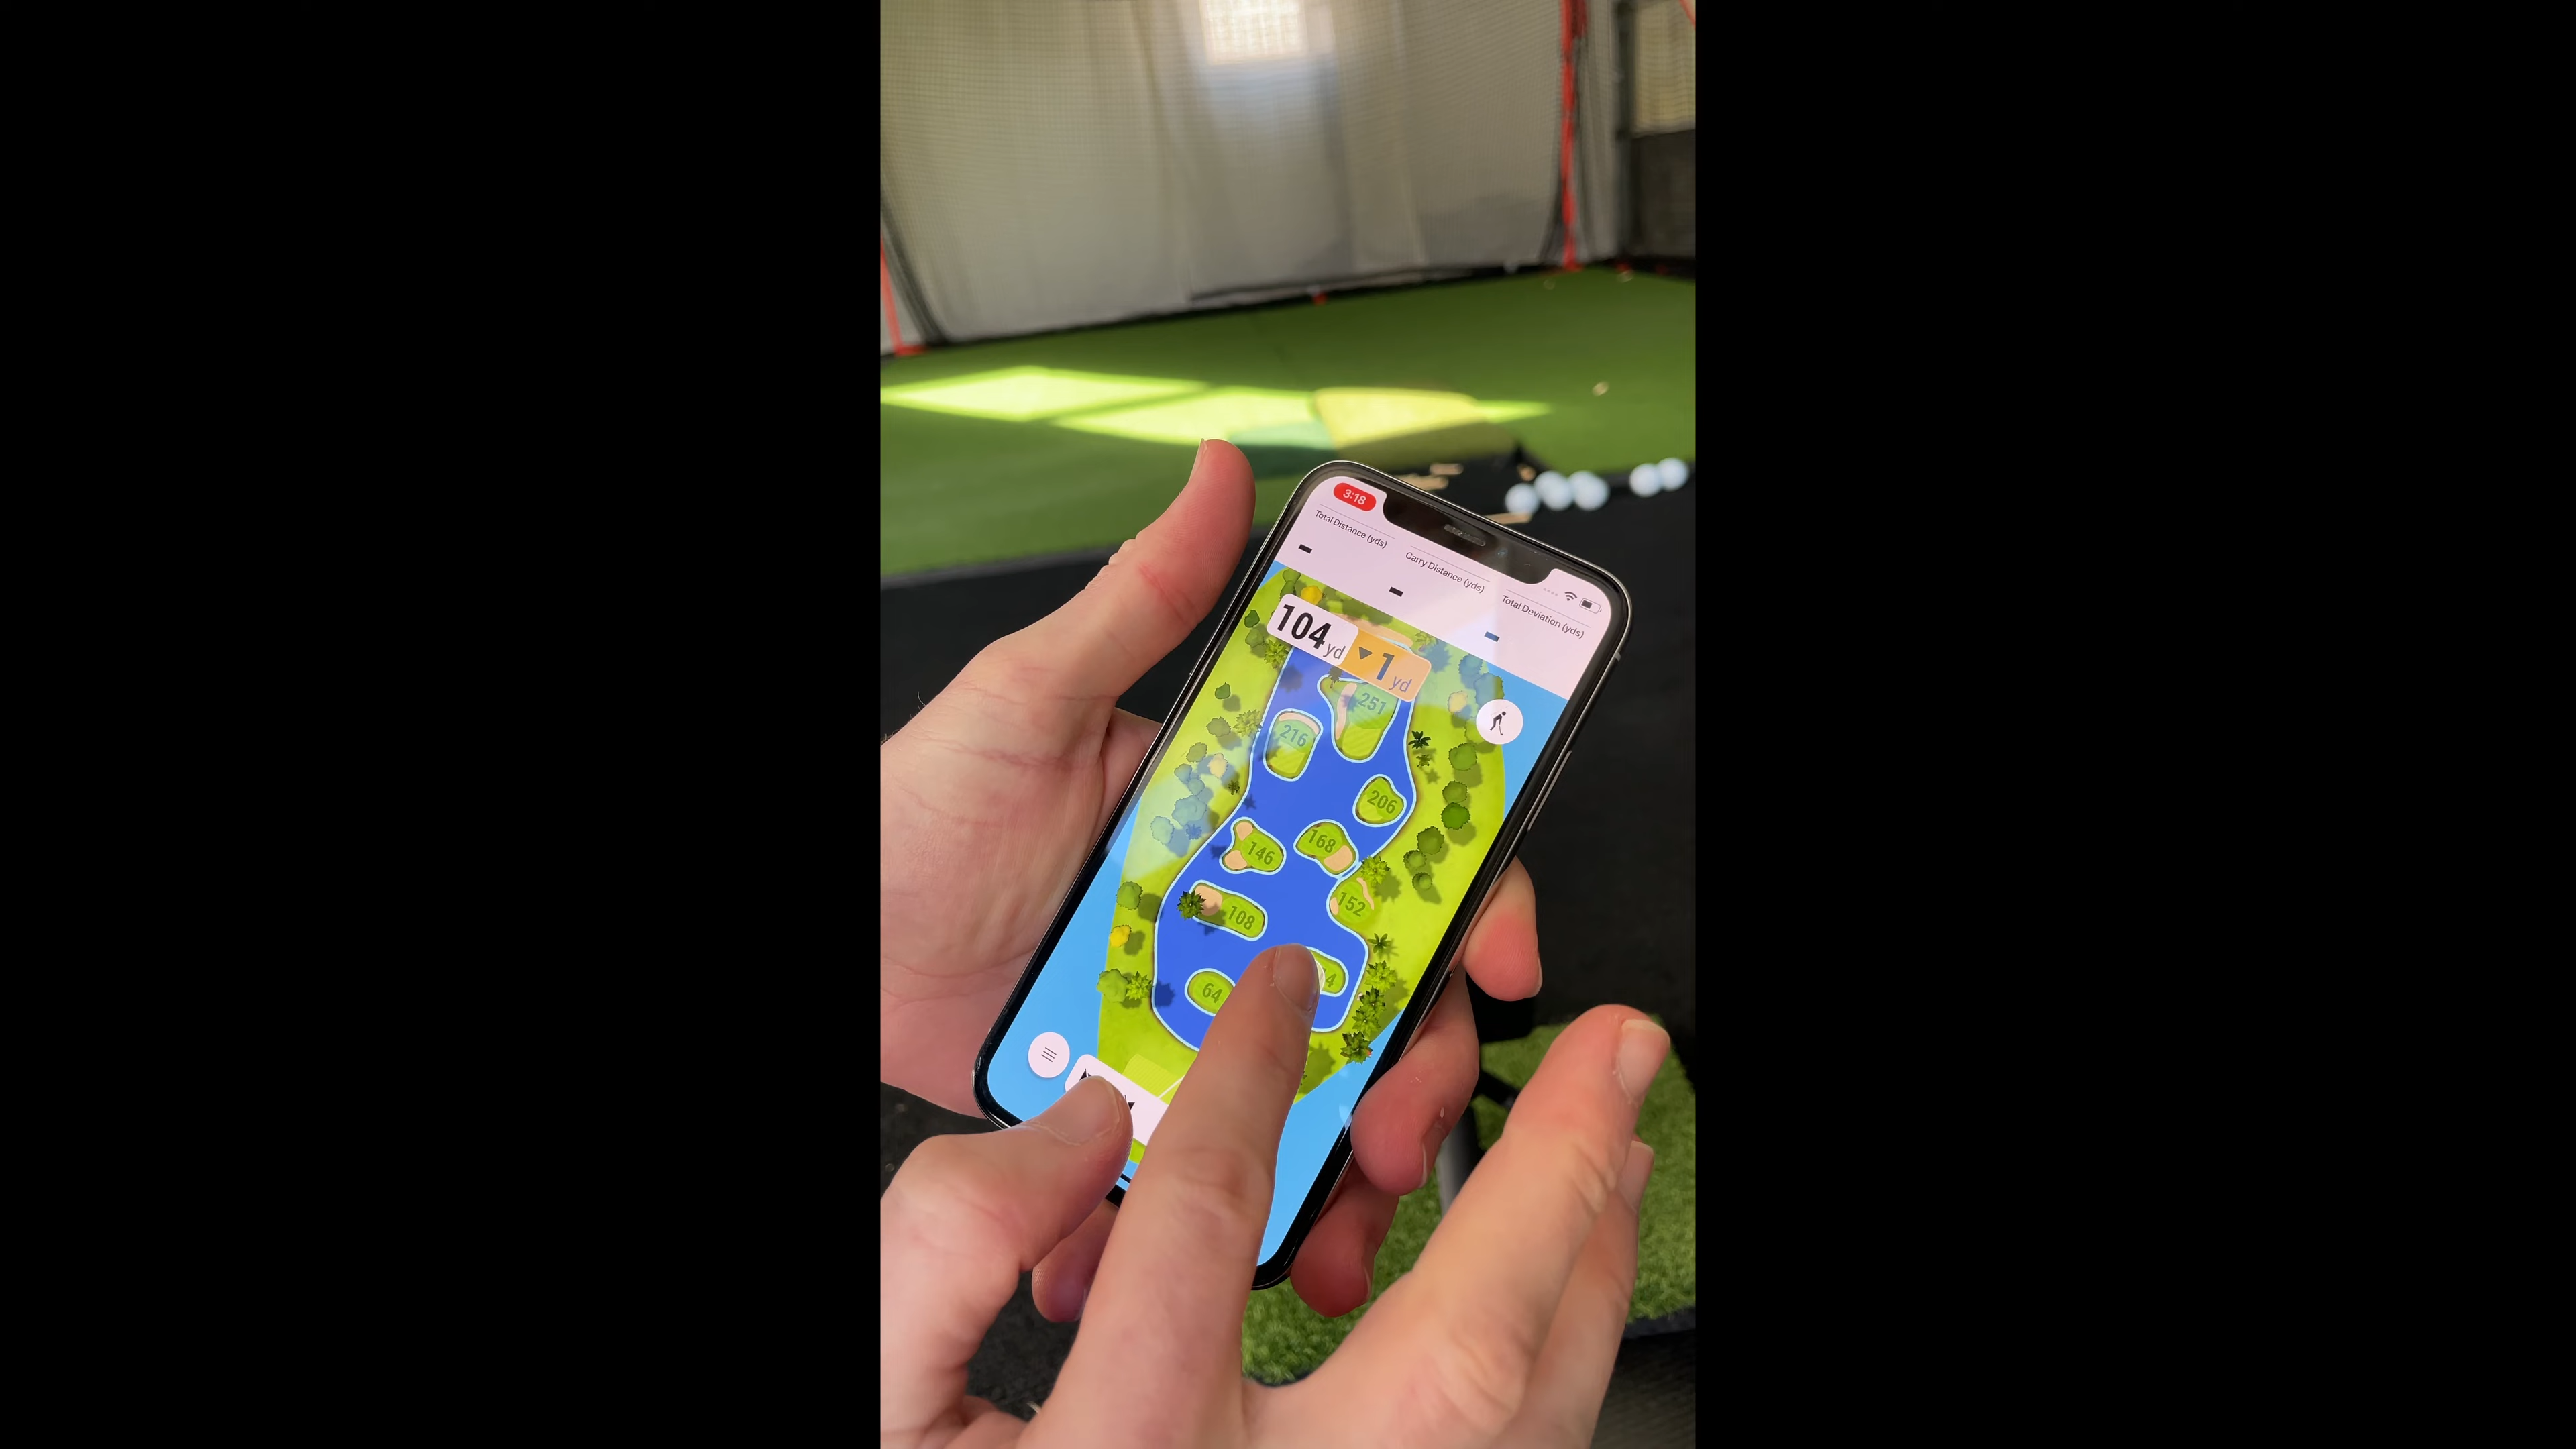 3:18
Total Distance (yds)
Carry Distance (yds)
Total Deviation (yds)
-
-
-
104 yd
▼1 yd
251
216
206
168
146
152
108
64